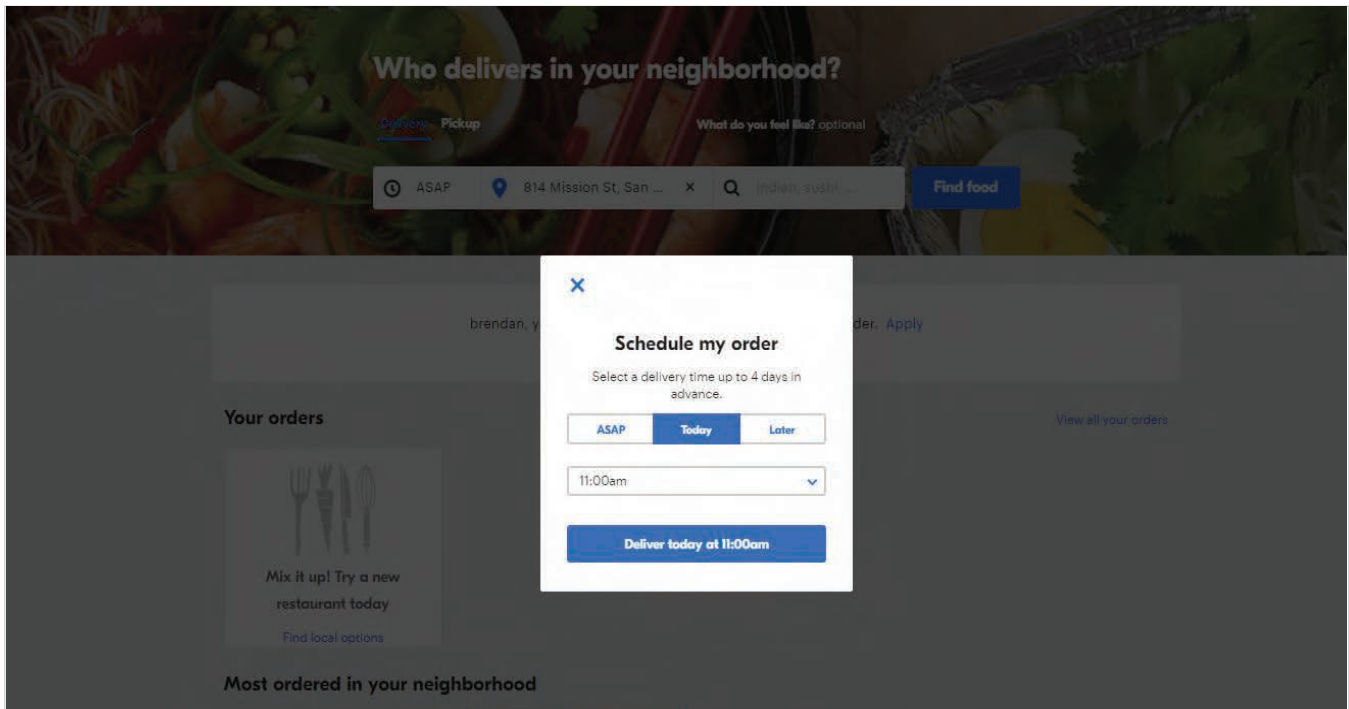 Who delivers in your neighborhood?
Delivery Pickup What do you feel like? optional
ASAP 814 Mission St, San ... × Indian, sushi ... Find food
×
brendan, y der. Apply
Schedule my order
Select a delivery time up to 4 days in
advance.
Your orders View all your orders
ASAP Today Later
11:00am
Deliver today at 11:00am
Mix it up! Try a new
restaurant today
Find local options
Most ordered in your neighborhood